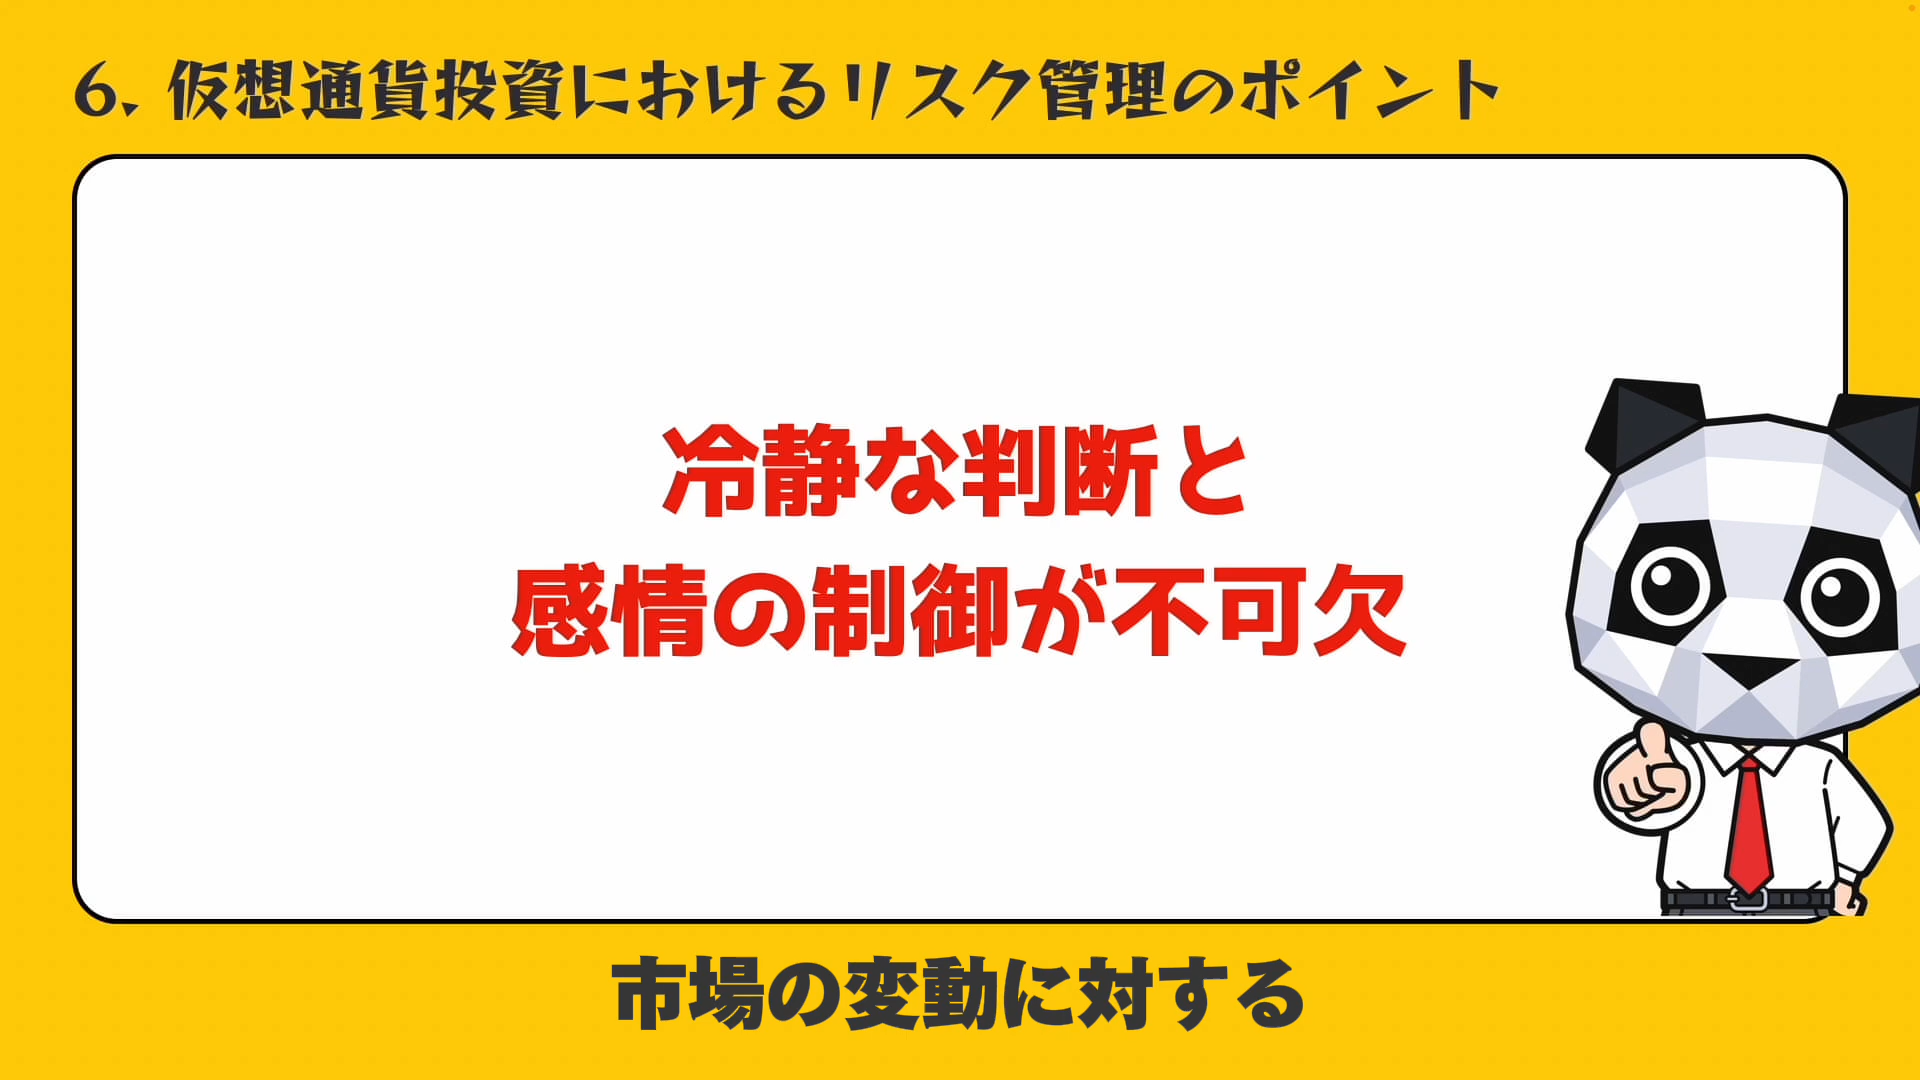 6. 仮想通貨投資におけるリスク管理のポイント
冷静な判断と
感情の制御が不可欠
市場の変動に対する